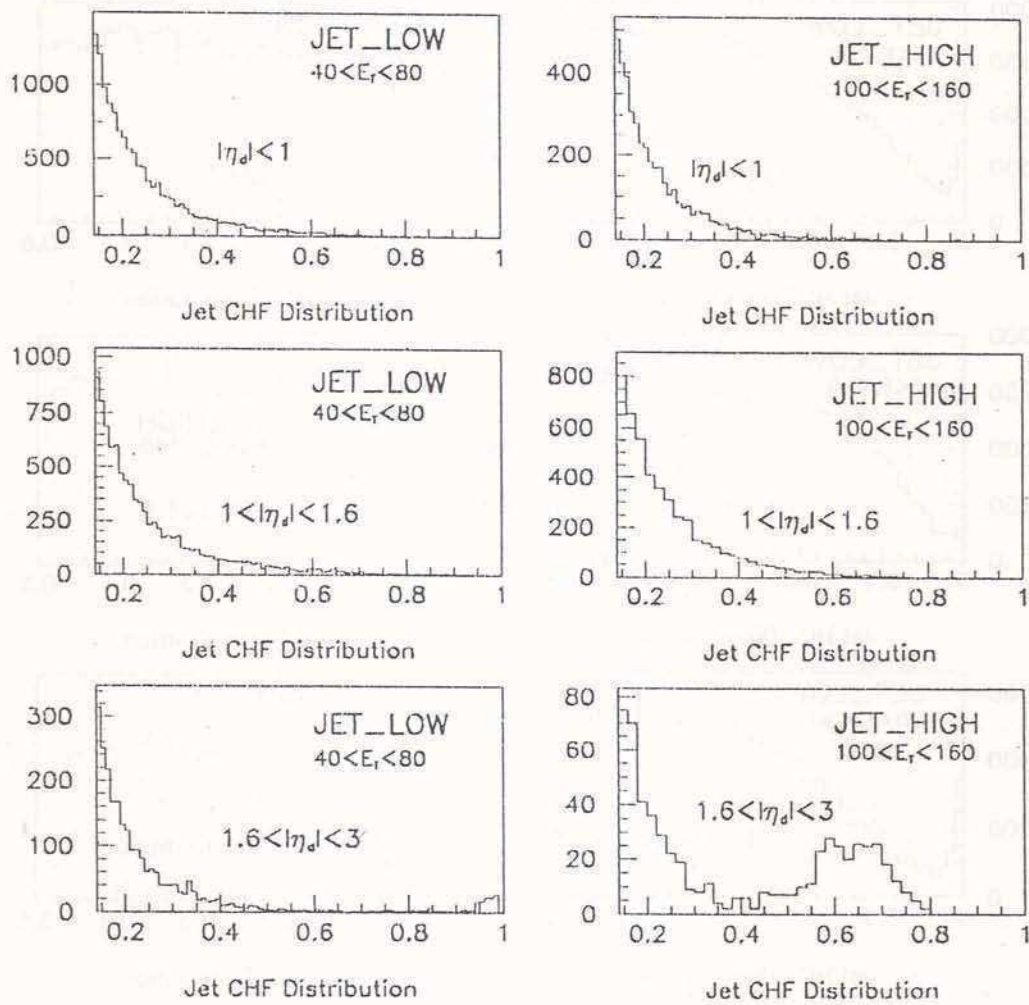 JET_LOW
40<E_T<80
1000
500
0
|η_d|<1
0.2 0.4 0.6 0.8 1
Jet CHF Distribution
JET_HIGH
100<E_T<160
400
200
0
|η_d|<1
0.2 0.4 0.6 0.8 1
Jet CHF Distribution
JET_LOW
40<E_T<80
1000
750
500
250
0
1<|η_d|<1.6
0.2 0.4 0.6 0.8 1
Jet CHF Distribution
JET_HIGH
100<E_T<160
800
600
400
200
0
1<|η_d|<1.6
0.2 0.4 0.6 0.8 1
Jet CHF Distribution
JET_LOW
40<E_T<80
300
200
100
0
1.6<|η_d|<3
0.2 0.4 0.6 0.8 1
Jet CHF Distribution
JET_HIGH
100<E_T<160
80
60
40
20
0
1.6<|η_d|<3
0.2 0.4 0.6 0.8 1
Jet CHF Distribution